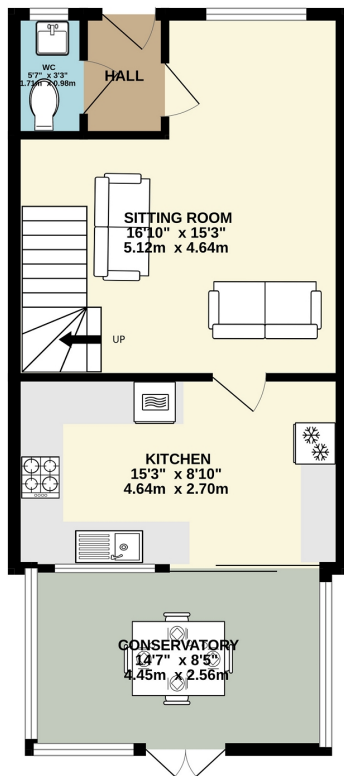 WC
5'7" x 3'3"
1.71m x 0.98m
HALL
SITTING ROOM
16'10" x 15'3"
5.12m x 4.64m
UP
KITCHEN
15'3" x 8'10"
4.64m x 2.70m
CONSERVATORY
14'7" x 8'5"
4.45m x 2.56m